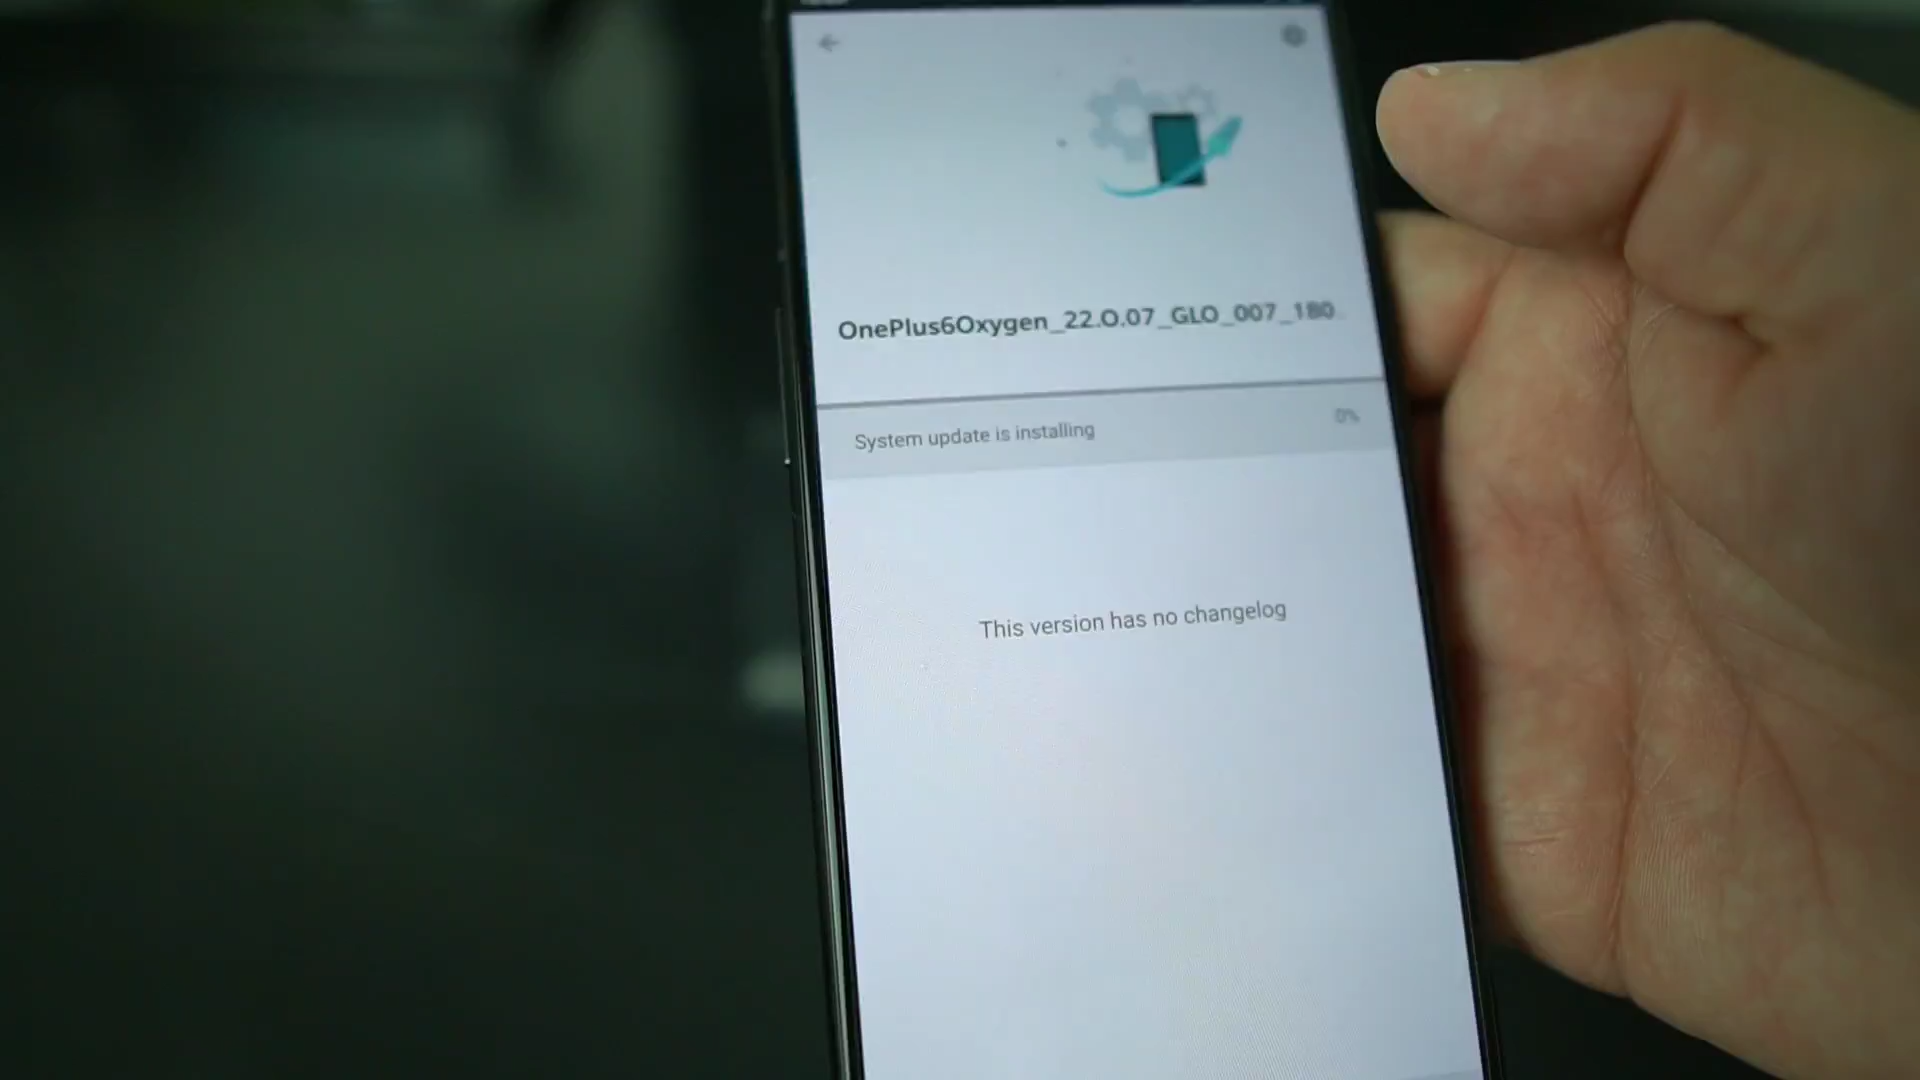 OnePlus6Oxygen_22.O.07_GLO_007_180
System update is installing 0%
This version has no changelog